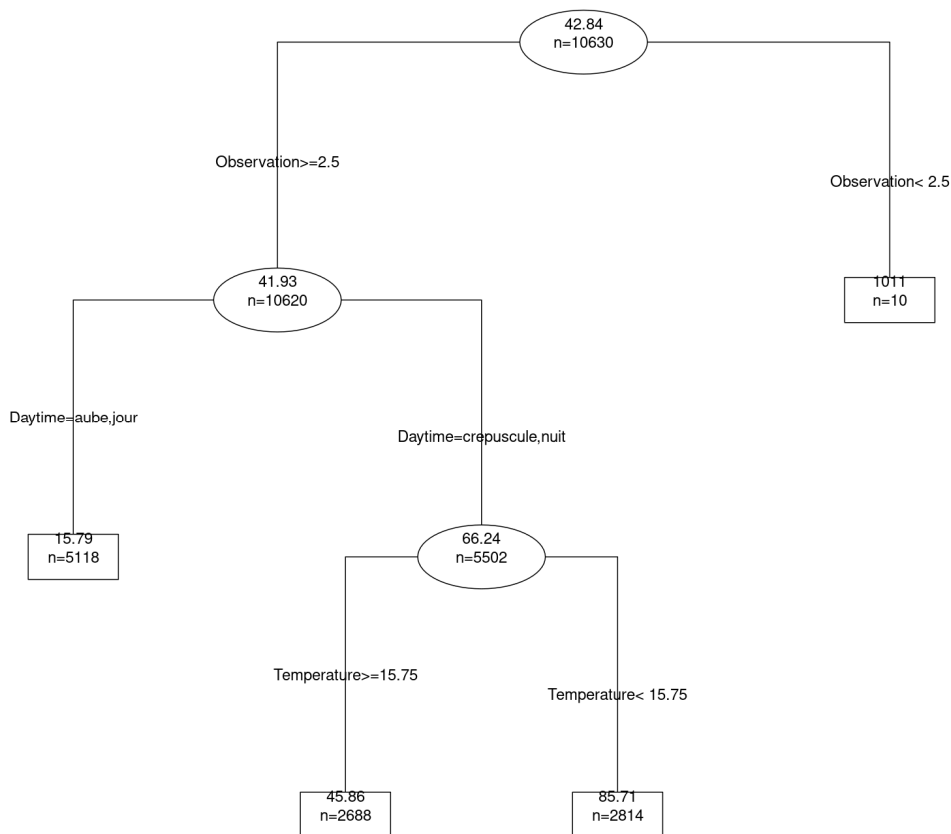 42.84
n=10630
Observation>=2.5
Observation< 2.5
41.93
n=10620
1011
n=10
Daytime=aube,jour
Daytime=crepuscule,nuit
15.79
n=5118
66.24
n=5502
Temperature>=15.75
Temperature< 15.75
45.86
n=2688
85.71
n=2814